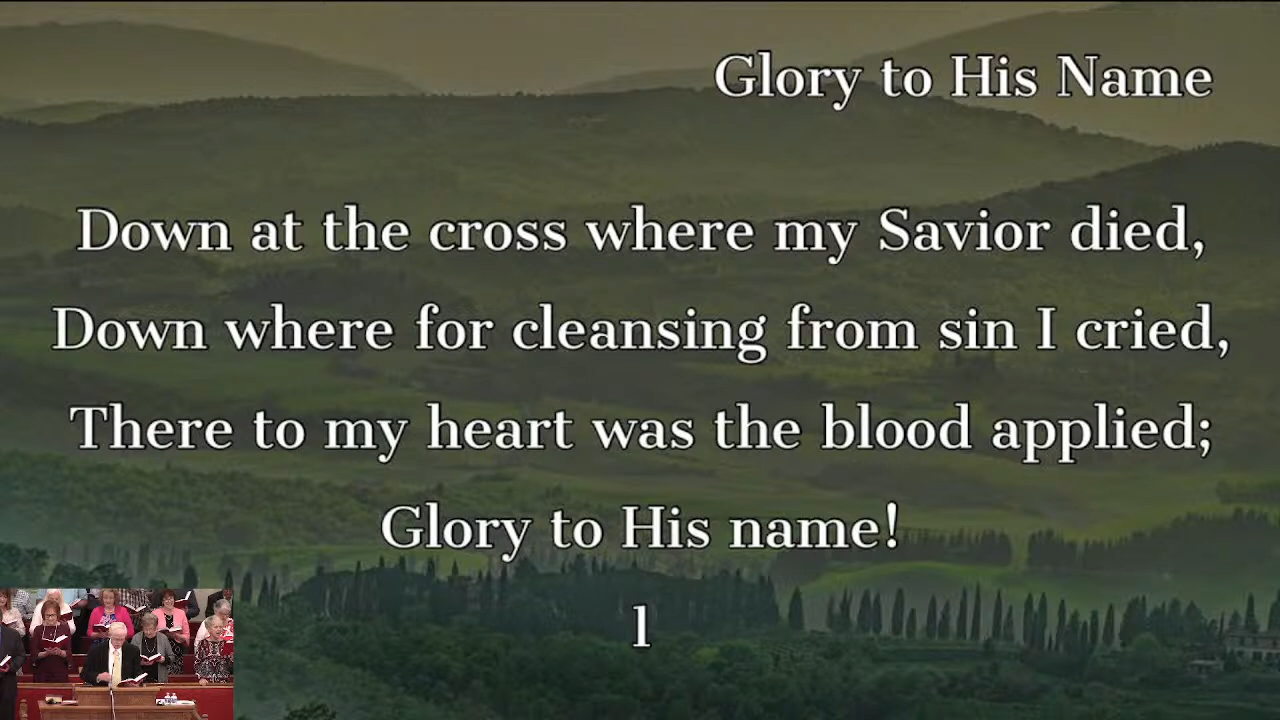 Glory to His Name
Down at the cross where my Savior died,
Down where for cleansing from sin I cried,
There to my heart was the blood applied;
Glory to His name!
1